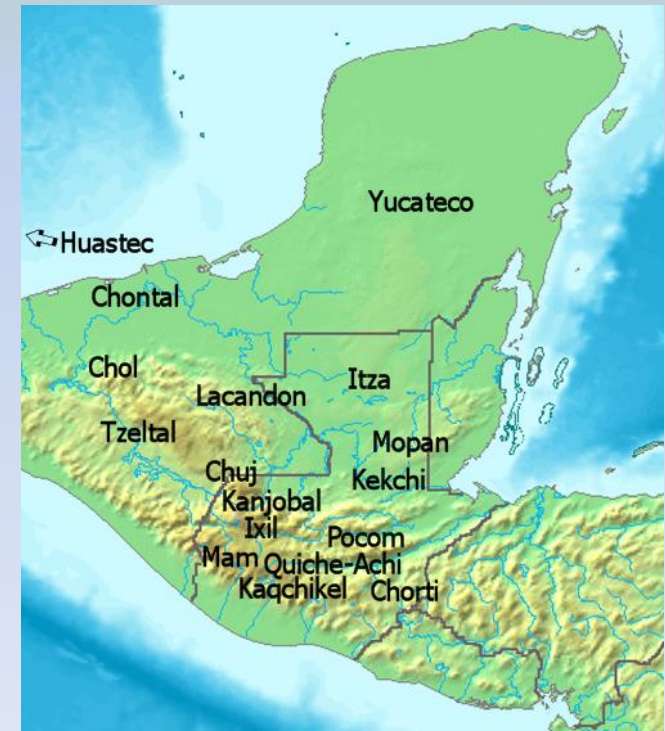 Yucateco
Huastec
Chontal
Chol
Lacandon
Itza
Tzeltal
Mopan
Chuj
Kekchi
Kanjobal
Ixil
Pocom
Mam
Quiche-Achi
Kaqchikel
Chorti